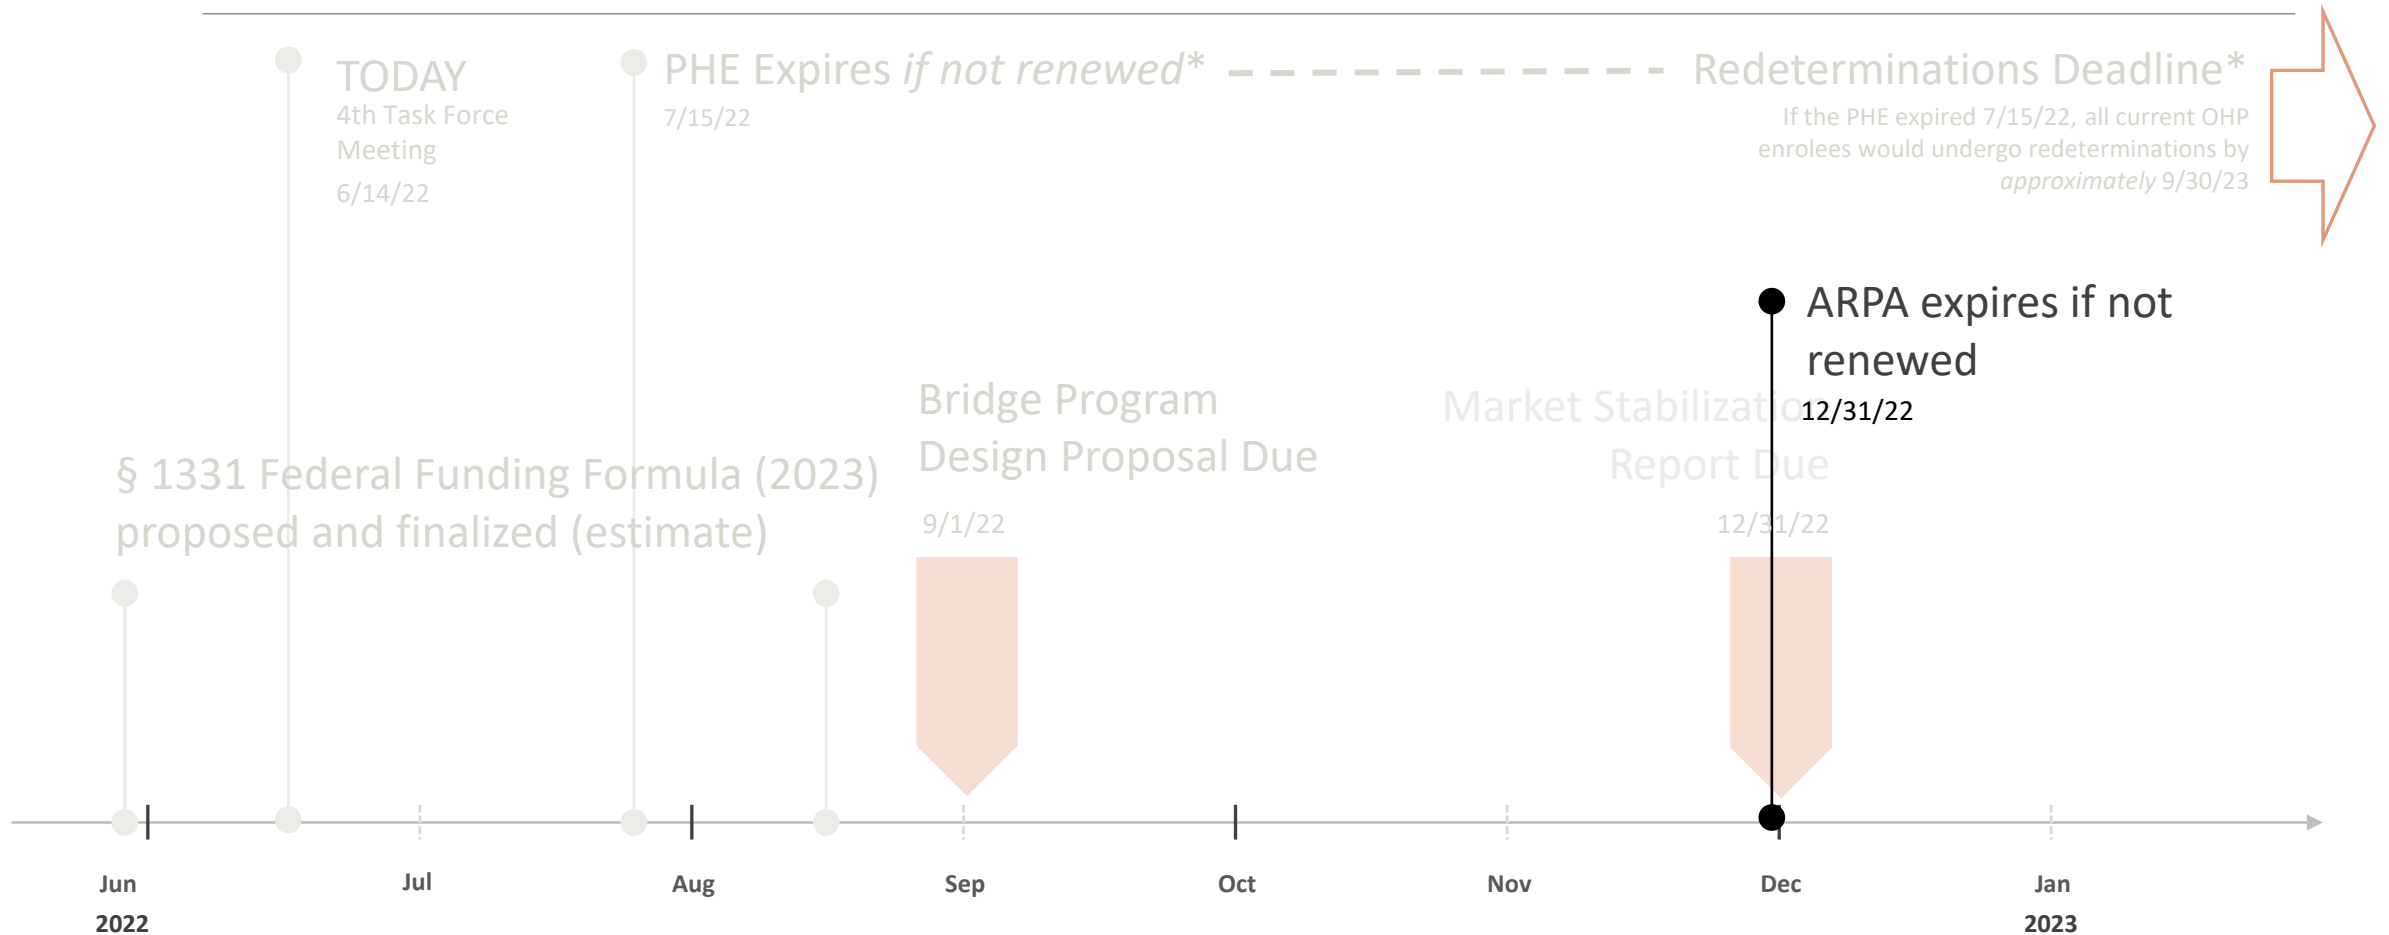 TODAY
4th Task Force
Meeting
6/14/22
PHE Expires if not renewed*
7/15/22
Redeterminations Deadline*
If the PHE expired 7/15/22, all current OHP
enrolees would undergo redeterminations by
approximately 9/30/23
ARPA expires if not
renewed
12/31/22
§ 1331 Federal Funding Formula (2023)
proposed and finalized (estimate)
Bridge Program
Design Proposal Due
9/1/22
Market Stabilization
Report Due
12/31/22
Jun
2022
Jul
Aug
Sep
Oct
Nov
Dec
Jan
2023